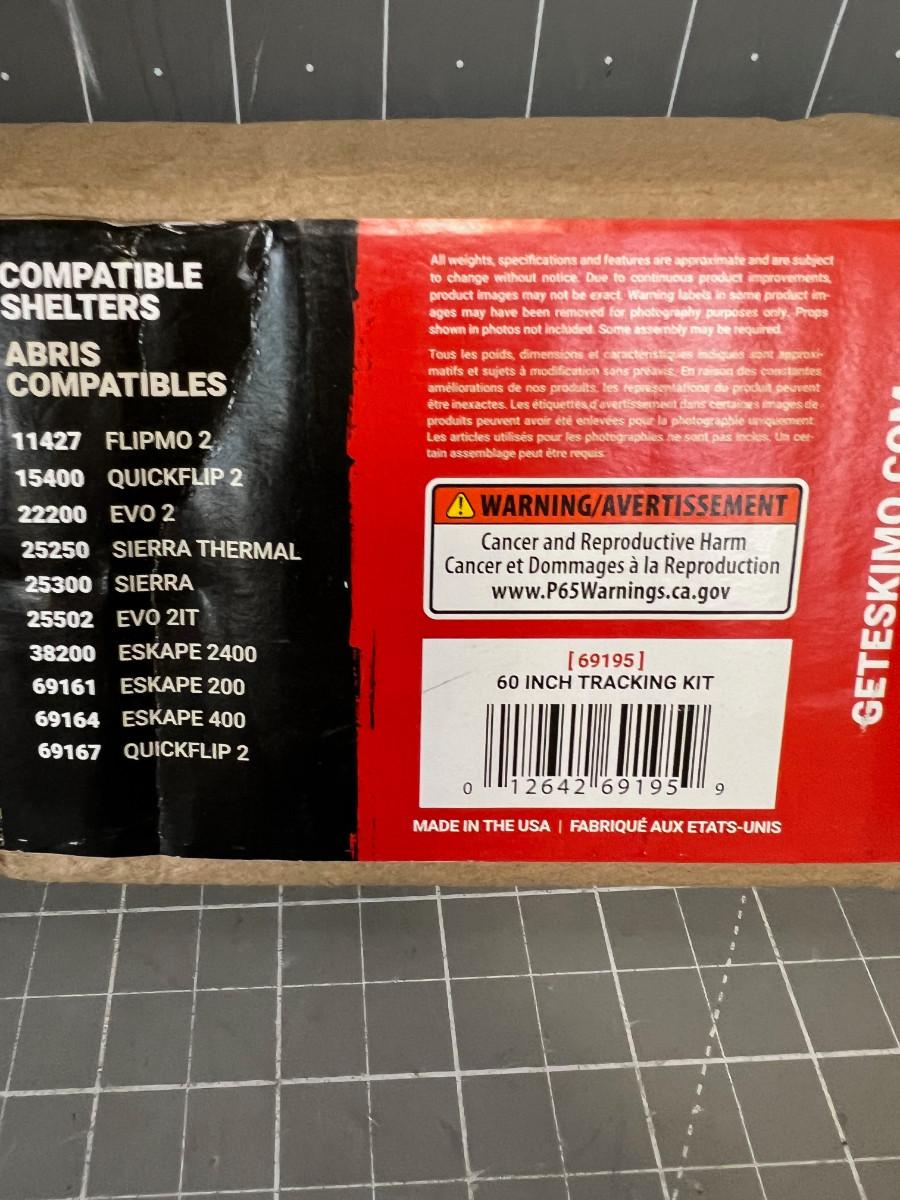 COMPATIBLE
SHELTERS
ABRIS
COMPATIBLES
11427 FLIPMO 2
15400 QUICKFLIP 2
22200 EVO 2
25250 SIERRA THERMAL
25300 SIERRA
25502 EVO 2IT
38200 ESKAPE 2400
69161 ESKAPE 200
69164 ESKAPE 400
69167 QUICKFLIP 2
All weights, specifications and features are approximate and are subject
to change without notice. Due to continuous product improvements,
product images may not be exact. Warning labels in some product im-
ages may have been removed for photography purposes only. Props
shown in photos not included. Some assembly may be required.
Tous les poids, dimensions et caractéristiques indiqués sont approxi-
matifs et sujets à modification sans préavis. En raison des constantes
améliorations de nos produits, les représentations du produit peuvent
être inexactes. Les étiquettes d'avertissement dans certaines images de
produits peuvent avoir été enlevées pour la photographie uniquement.
Les articles utilisés pour les photographies ne sont pas inclus. Un cer-
tain assemblage peut être requis.
WARNING/AVERTISSEMENT
Cancer and Reproductive Harm
Cancer et Dommages à la Reproduction
www.P65Warnings.ca.gov
[69195]
60 INCH TRACKING KIT
0 12642 69195 9
MADE IN THE USA | FABRIQUÉ AUX ETATS-UNIS
GETESKIMO.COM